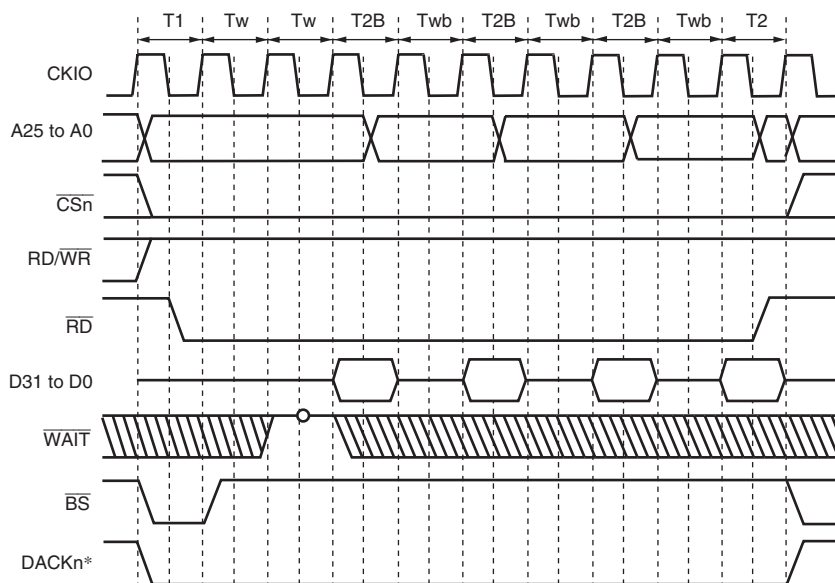 T1 Tw Tw T2B Twb T2B Twb T2B Twb T2
CKIO
A25 to A0
CSn
RD/WR
RD
D31 to D0
WAIT
BS
DACKn*